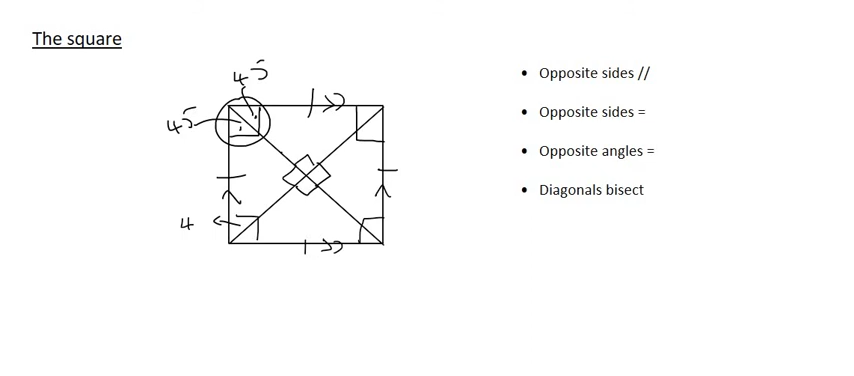 The square
45
45
4
• Opposite sides //
• Opposite sides =
• Opposite angles =
• Diagonals bisect